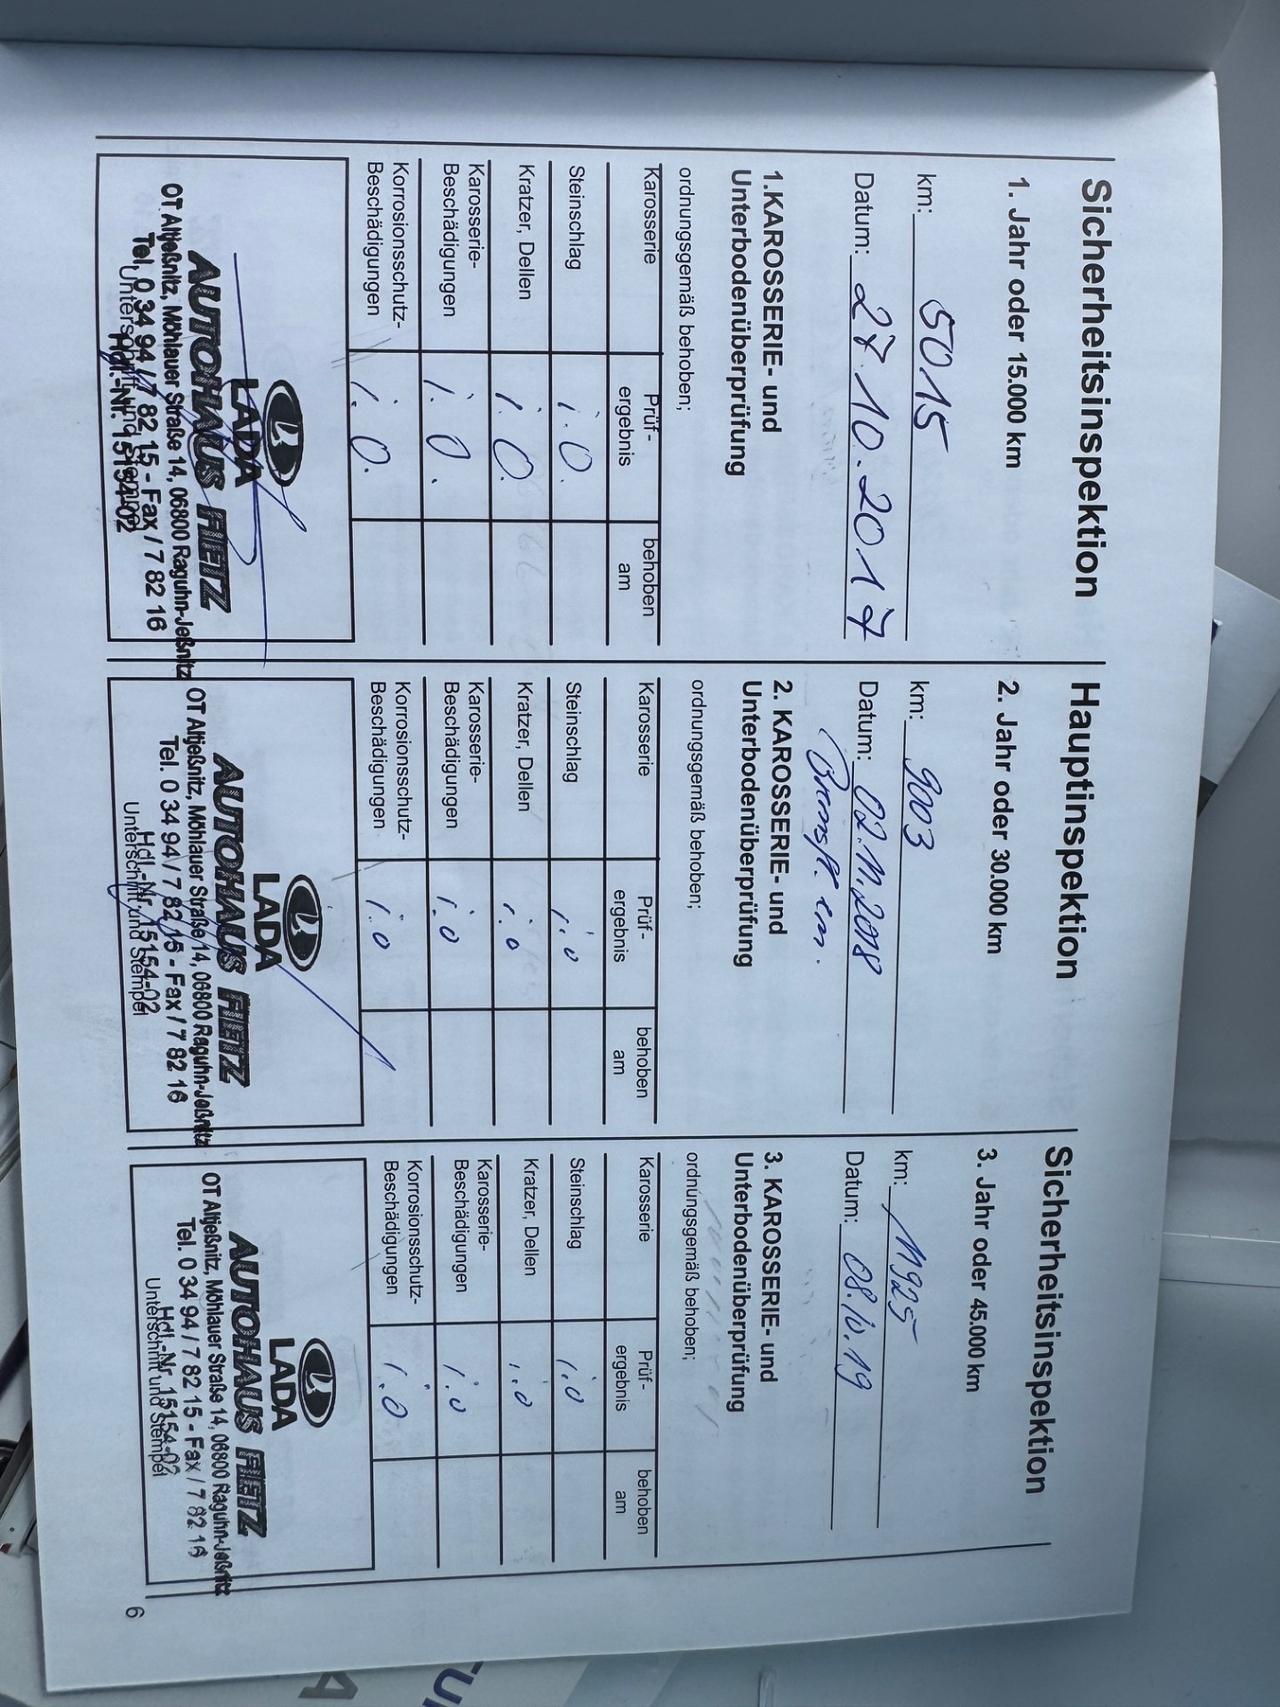 Sicherheitsinspektion
1. Jahr oder 15.000 km
km: 5015
Datum: 27.10.2017
1.KAROSSERIE- und
Unterbodenüberprüfung
ordnungsgemäß behoben;
Karosserie Prüf-ergebnis behoben am
Steinschlag i.O.
Kratzer, Dellen i.O.
Karosserie-Beschädigungen i.O.
Korrosionsschutz-Beschädigungen i.O.
LADA
AUTOHAUS FIETZ
OT Altjeßnitz, Möhlauer Straße 14, 06800 Raguhn-Jeßnitz
Tel. 0 34 94 / 7 82 15 - Fax / 7 82 16
Unterschrift und Stempel
Hdl.-Nr. 15154-02
Hauptinspektion
2. Jahr oder 30.000 km
km: 9003
Datum: 02.11.2018
Bremsfl. ern.
2. KAROSSERIE- und
Unterbodenüberprüfung
ordnungsgemäß behoben;
Karosserie Prüf-ergebnis behoben am
Steinschlag i.o
Kratzer, Dellen i.o
Karosserie-Beschädigungen i.o
Korrosionsschutz-Beschädigungen i.o
LADA
AUTOHAUS FIETZ
OT Altjeßnitz, Möhlauer Straße 14, 06800 Raguhn-Jeßnitz
Tel. 0 34 94 / 7 82 15 - Fax / 7 82 16
Hdl.-Nr. 15154-02
Unterschrift und Stempel
Sicherheitsinspektion
3. Jahr oder 45.000 km
km: 11925
Datum: 08.10.19
3. KAROSSERIE- und
Unterbodenüberprüfung
ordnungsgemäß behoben;
Karosserie Prüf-ergebnis behoben am
Steinschlag i.o
Kratzer, Dellen i.o
Karosserie-Beschädigungen i.o
Korrosionsschutz-Beschädigungen i.o
LADA
AUTOHAUS FIETZ
OT Altjeßnitz, Möhlauer Straße 14, 06800 Raguhn-Jeßnitz
Tel. 0 34 94 / 7 82 15 - Fax / 7 82 16
Hdl.-Nr. 15154-02
Unterschrift und Stempel
6